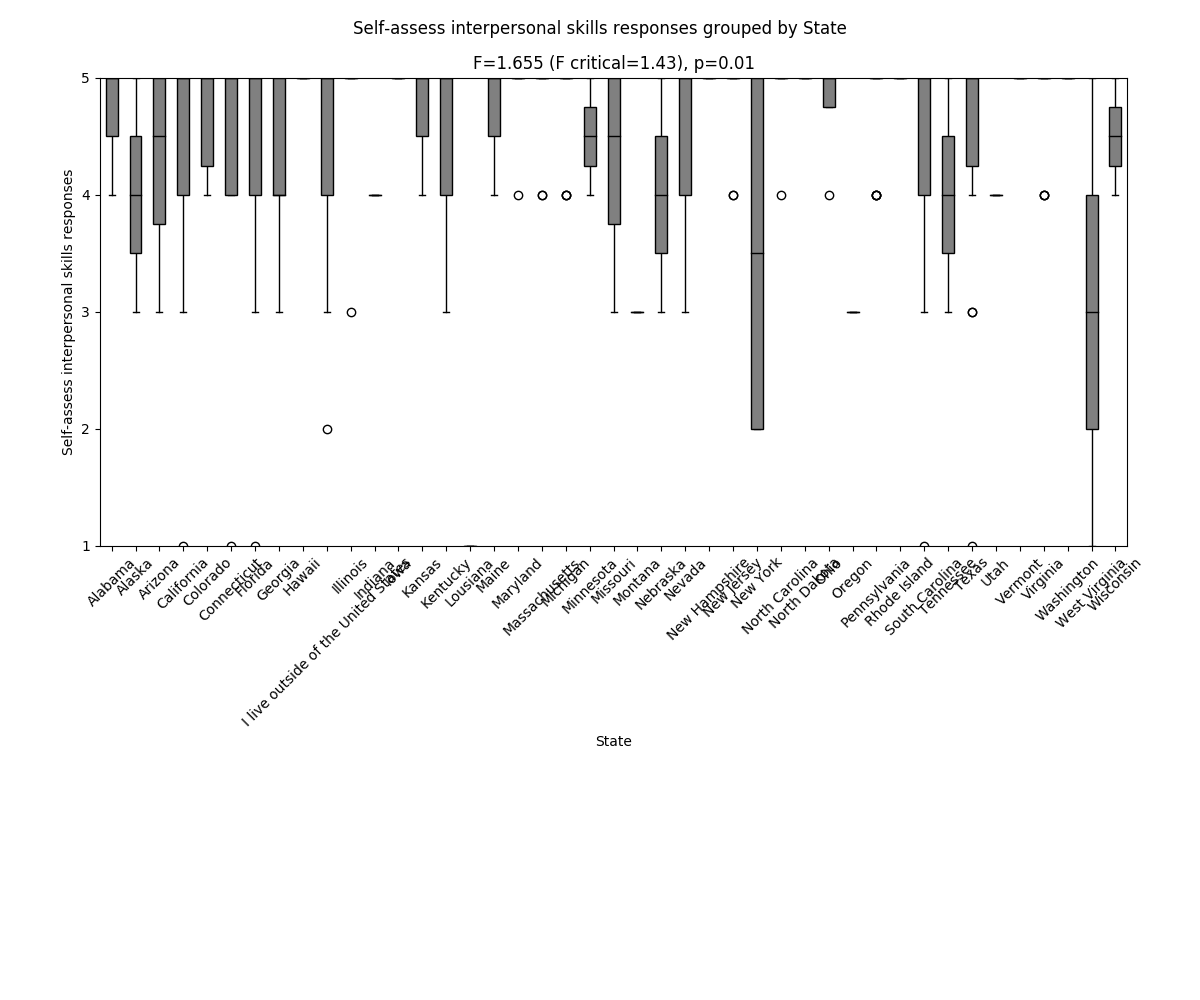 Self-assess interpersonal skills responses grouped by State
F=1.655 (F critical=1.43), p=0.01
Self-assess interpersonal skills responses
5
4
3
2
1
Alabama
Alaska
Arizona
California
Colorado
Connecticut
Florida
Georgia
Hawaii
I live outside of the United States
Illinois
Indiana
Iowa
Kansas
Kentucky
Lousiana
Maine
Maryland
Massachusetts
Michigan
Minnesota
Missouri
Montana
Nebraska
Nevada
New Hampshire
New Jersey
New York
North Carolina
North Dakota
Ohio
Oregon
Pennsylvania
Rhode Island
South Carolina
Tennessee
Texas
Utah
Vermont
Virginia
Washington
West Virginia
Wisconsin
State